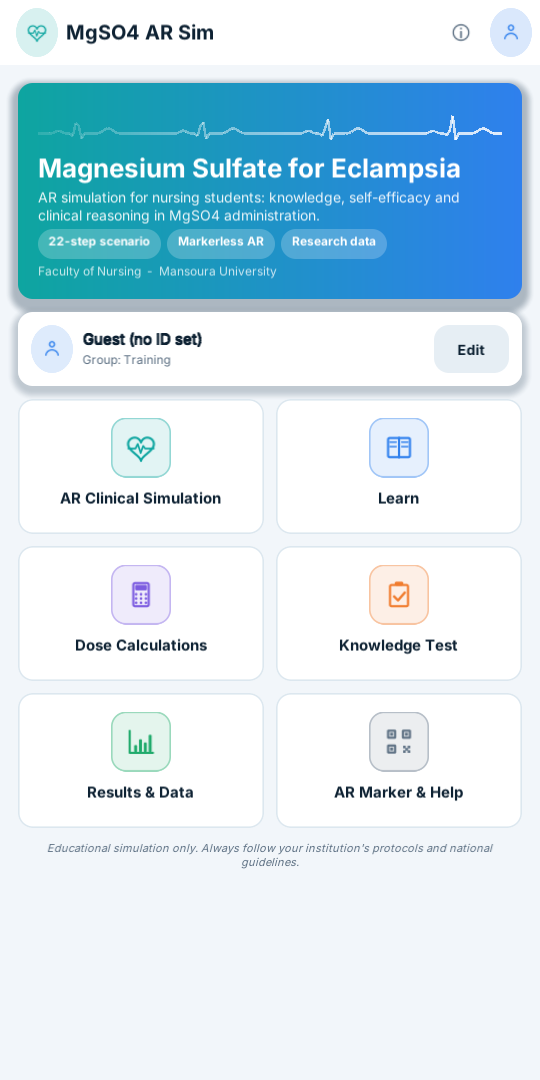 MgSO4 AR Sim
Magnesium Sulfate for Eclampsia
AR simulation for nursing students: knowledge, self-efficacy and
clinical reasoning in MgSO4 administration.
22-step scenario
Markerless AR
Research data
Faculty of Nursing - Mansoura University
Guest (no ID set)
Group: Training
Edit
AR Clinical Simulation
Learn
Dose Calculations
Knowledge Test
Results & Data
AR Marker & Help
Educational simulation only. Always follow your institution's protocols and national
guidelines.